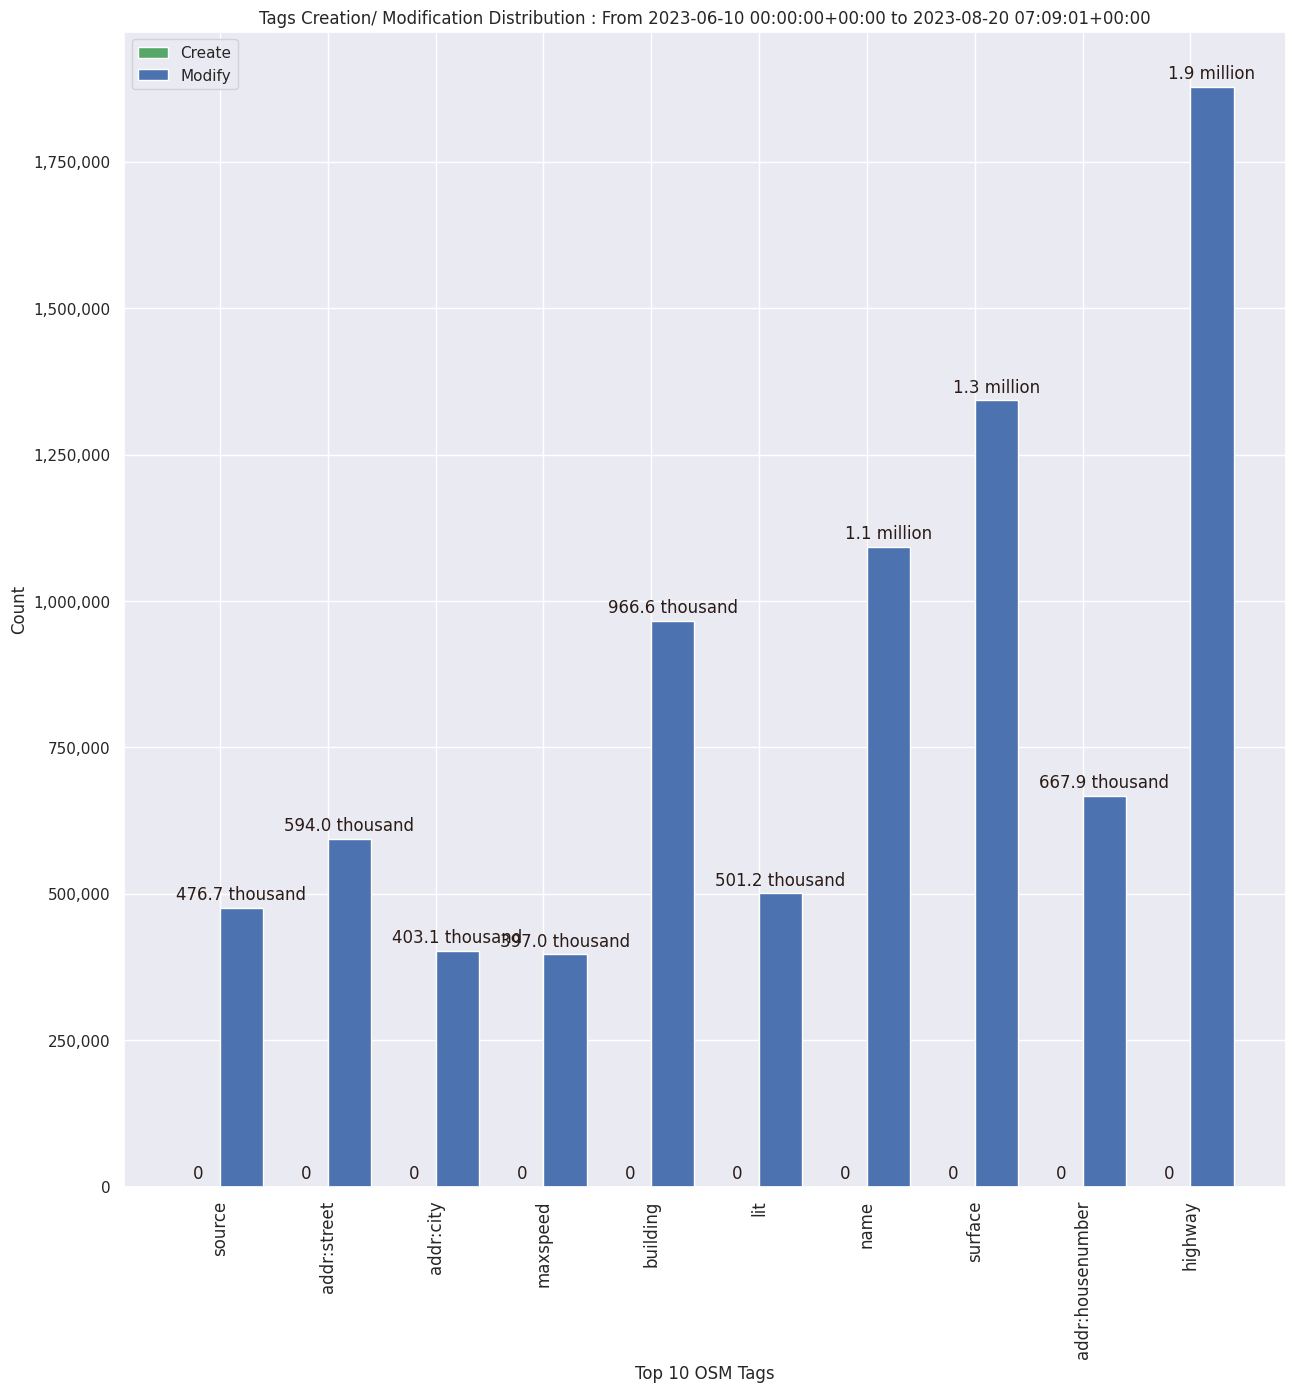 Tags Creation/ Modification Distribution : From 2023-06-10 00:00:00+00:00 to 2023-08-20 07:09:01+00:00
Create
Modify
1.9 million
1,750,000
1,500,000
1.3 million
1,250,000
1.1 million
966.6 thousand
1,000,000
Count
750,000
667.9 thousand
594.0 thousand
500,000
476.7 thousand
501.2 thousand
403.1 thousand
397.0 thousand
250,000
0
0
0
0
0
0
0
0
0
0
0
source
addr:street
addr:city
maxspeed
building
lit
name
surface
addr:housenumber
highway
Top 10 OSM Tags